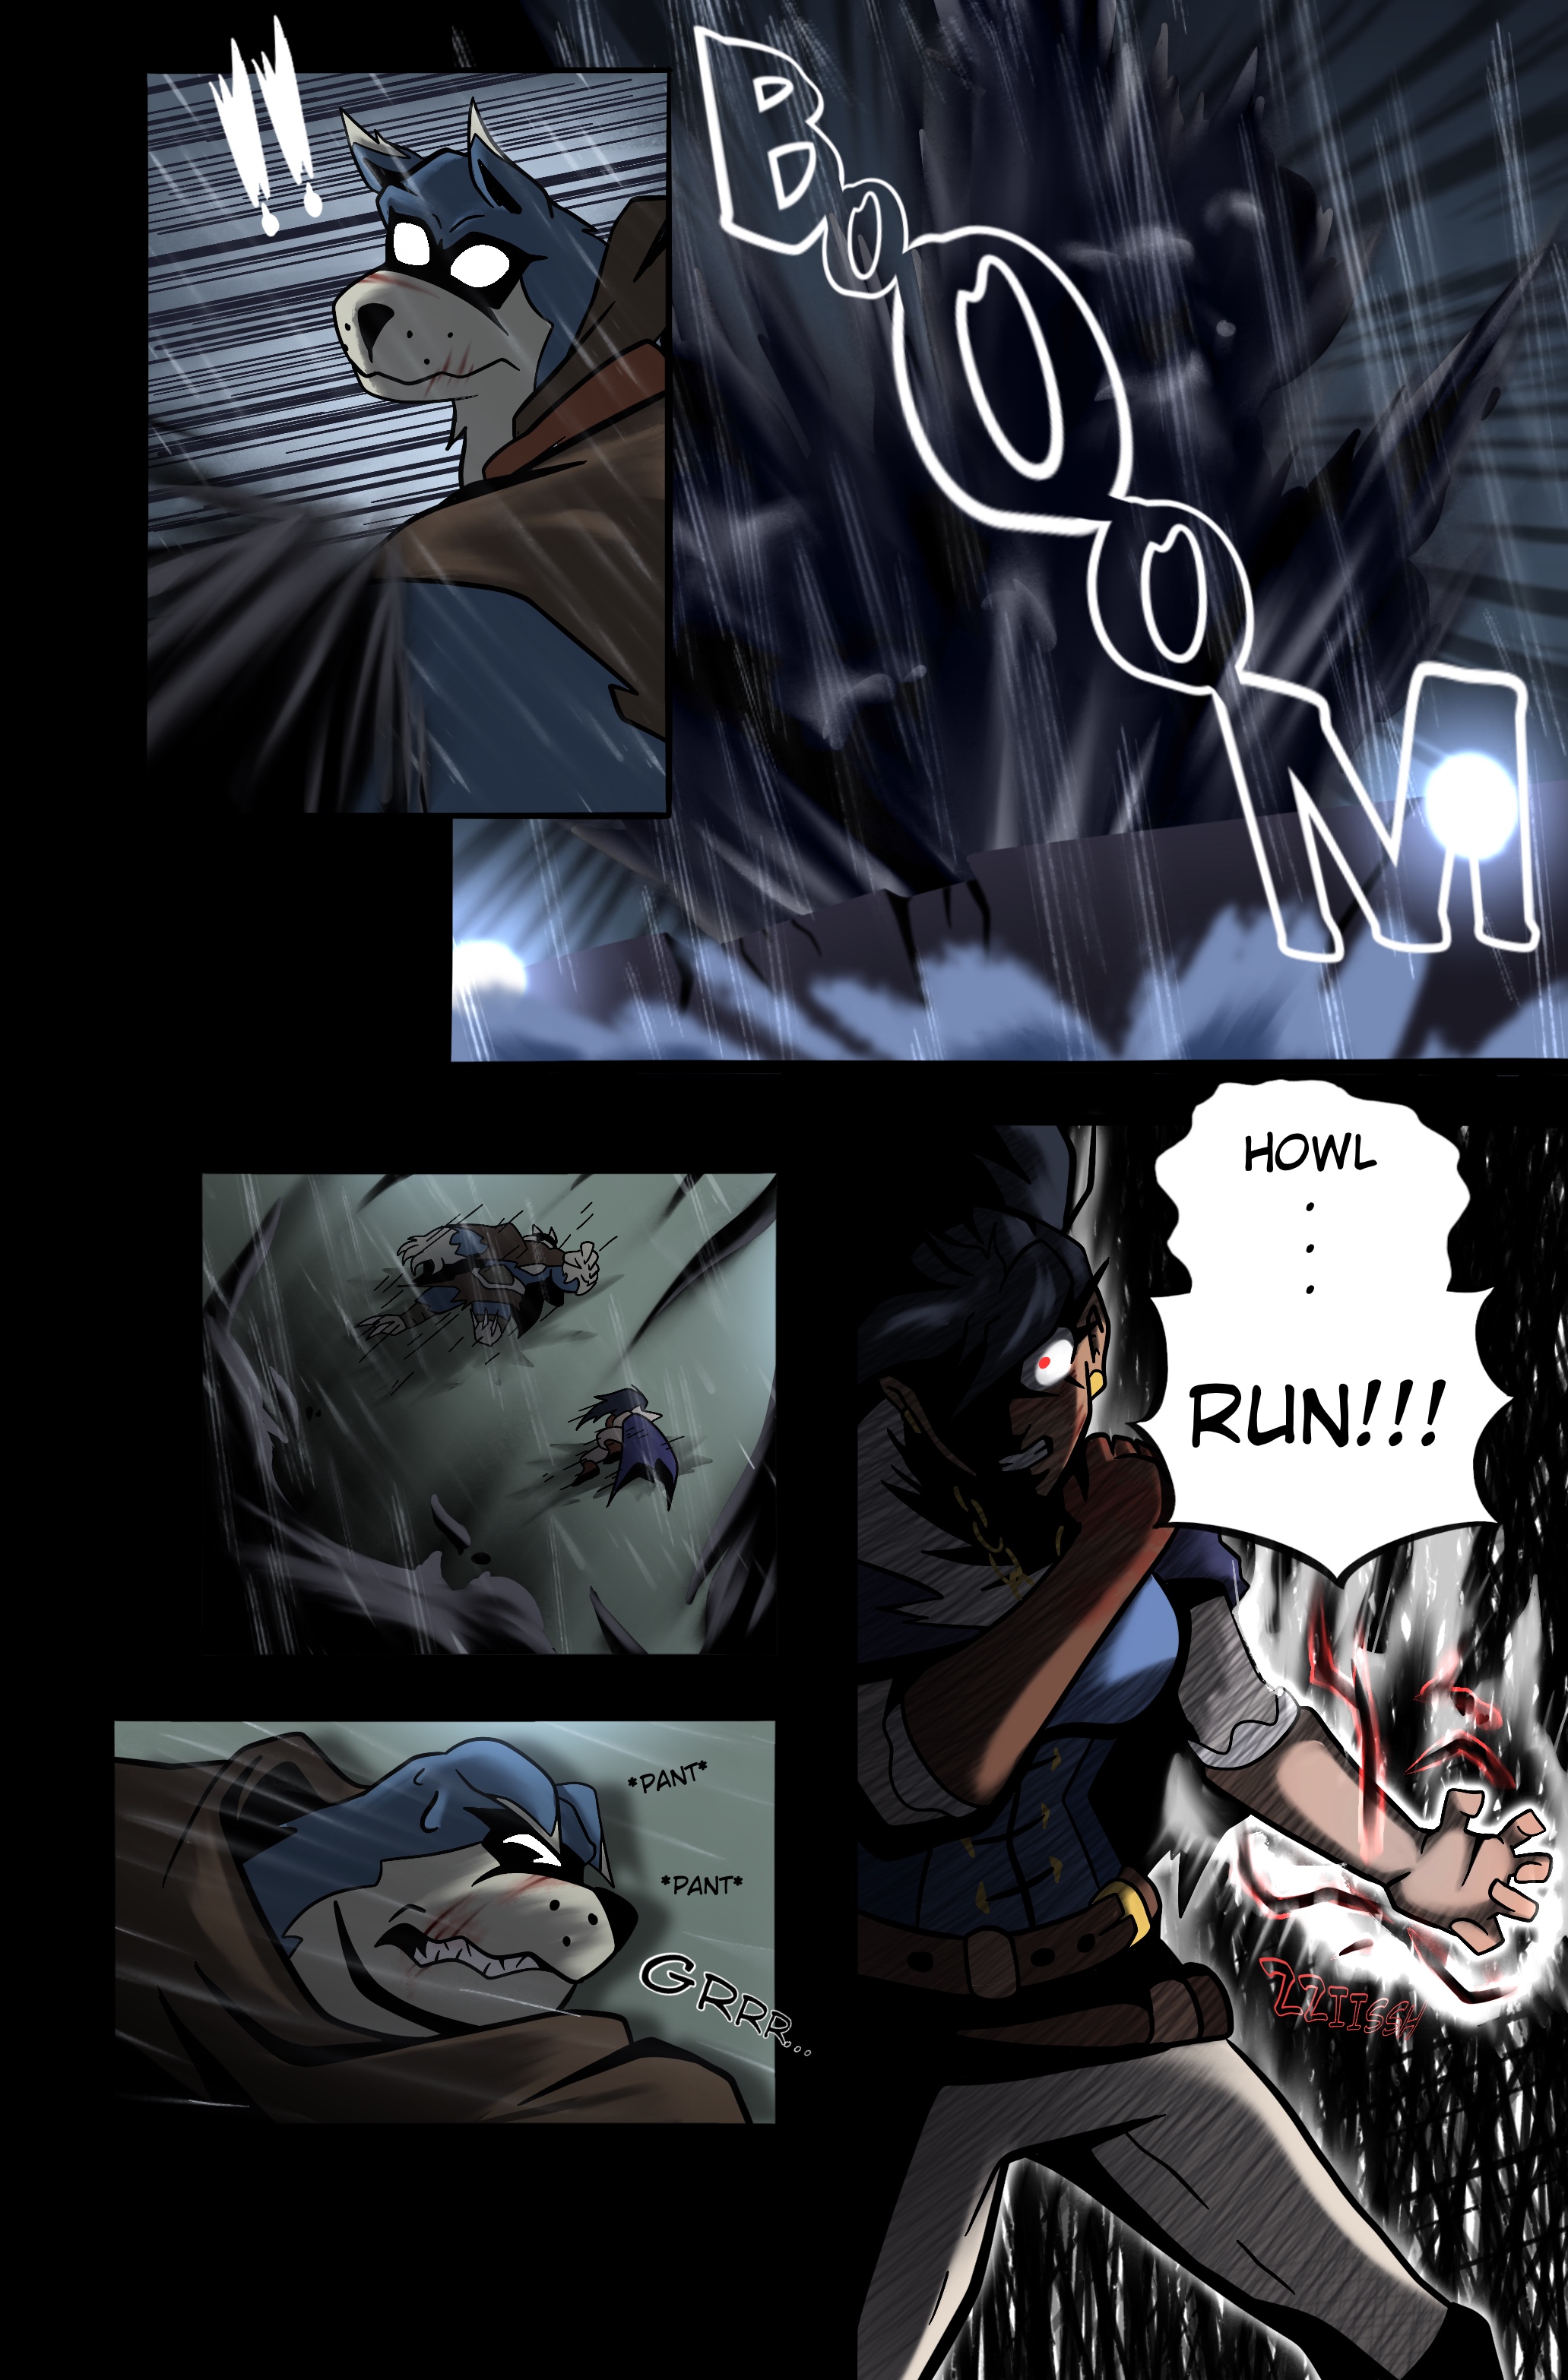 !!
BOOOM
*PANT*
*PANT*
GRRR...
HOWL
.
.
.
RUN!!!
ZZIISSH